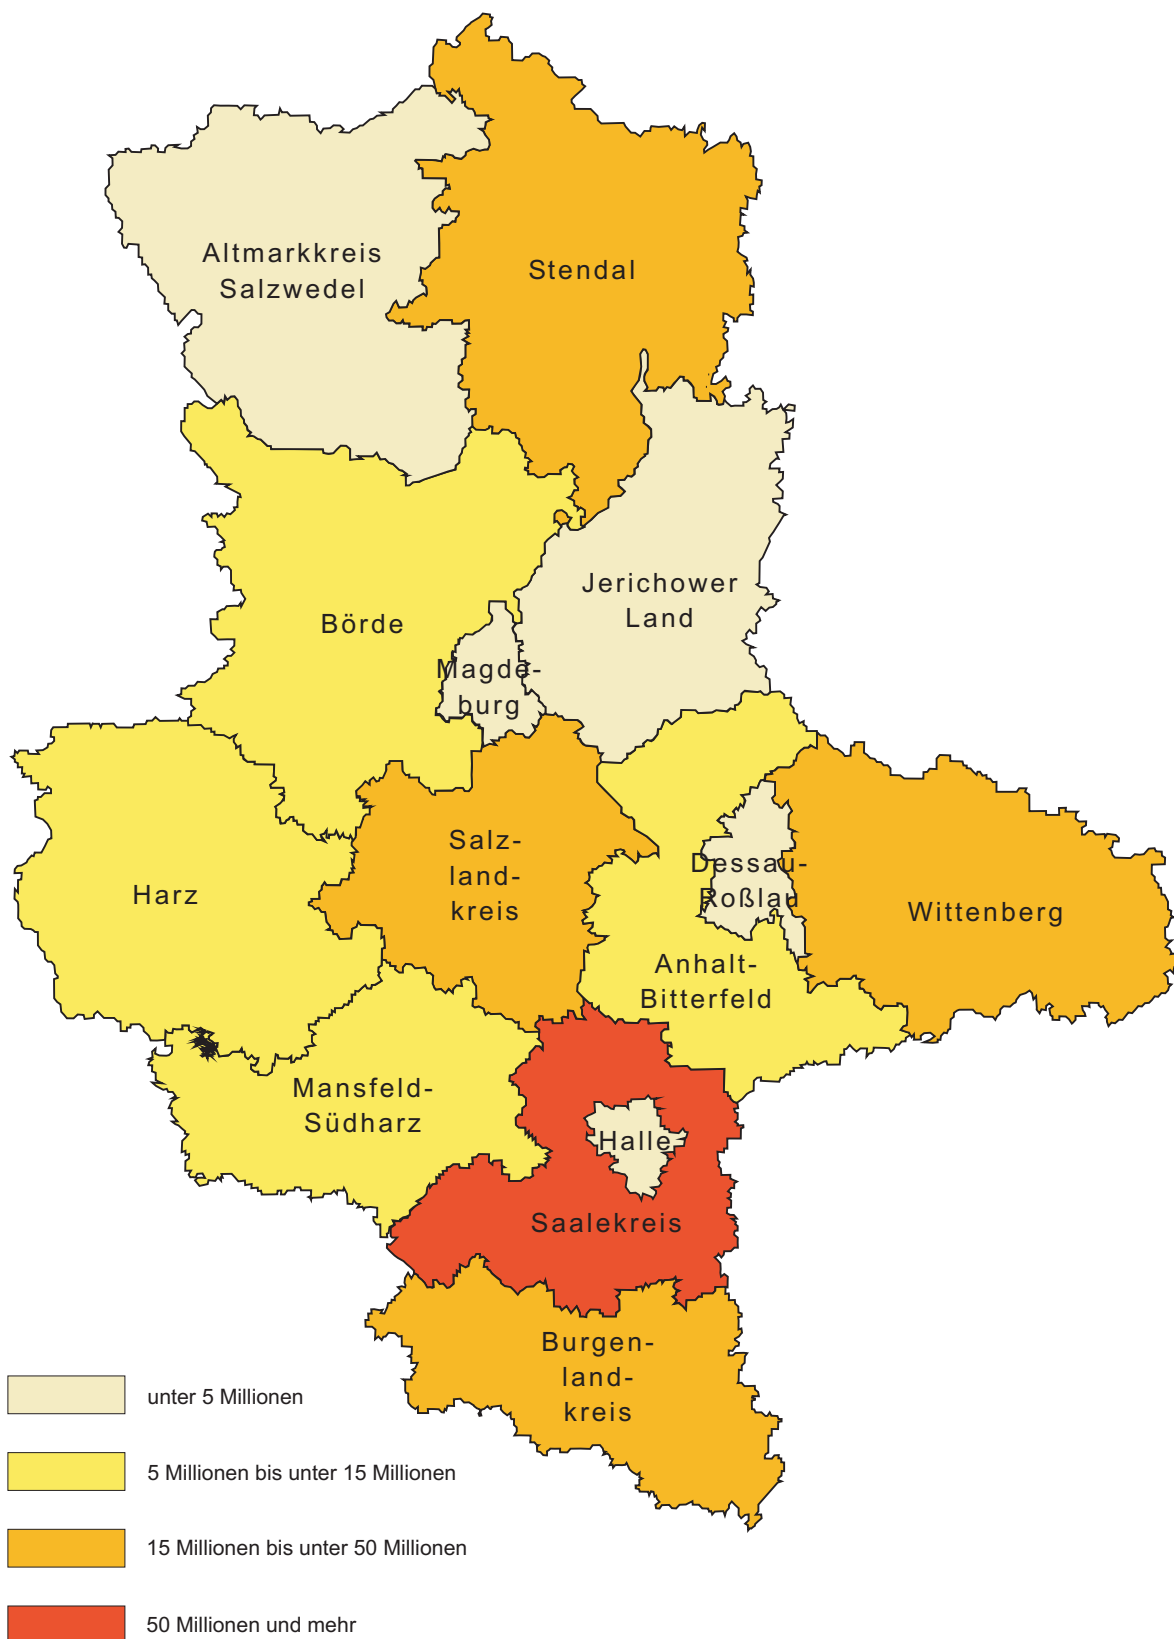 Altmarkkreis
Salzwedel
Stendal
Jerichower
Land
Börde
Magde-
burg
Salz-
land-
kreis
Harz
Dessau-
Roßlau
Wittenberg
Anhalt-
Bitterfeld
Mansfeld-
Südharz
Halle
Saalekreis
Burgen-
land-
kreis
unter 5 Millionen
5 Millionen bis unter 15 Millionen
15 Millionen bis unter 50 Millionen
50 Millionen und mehr